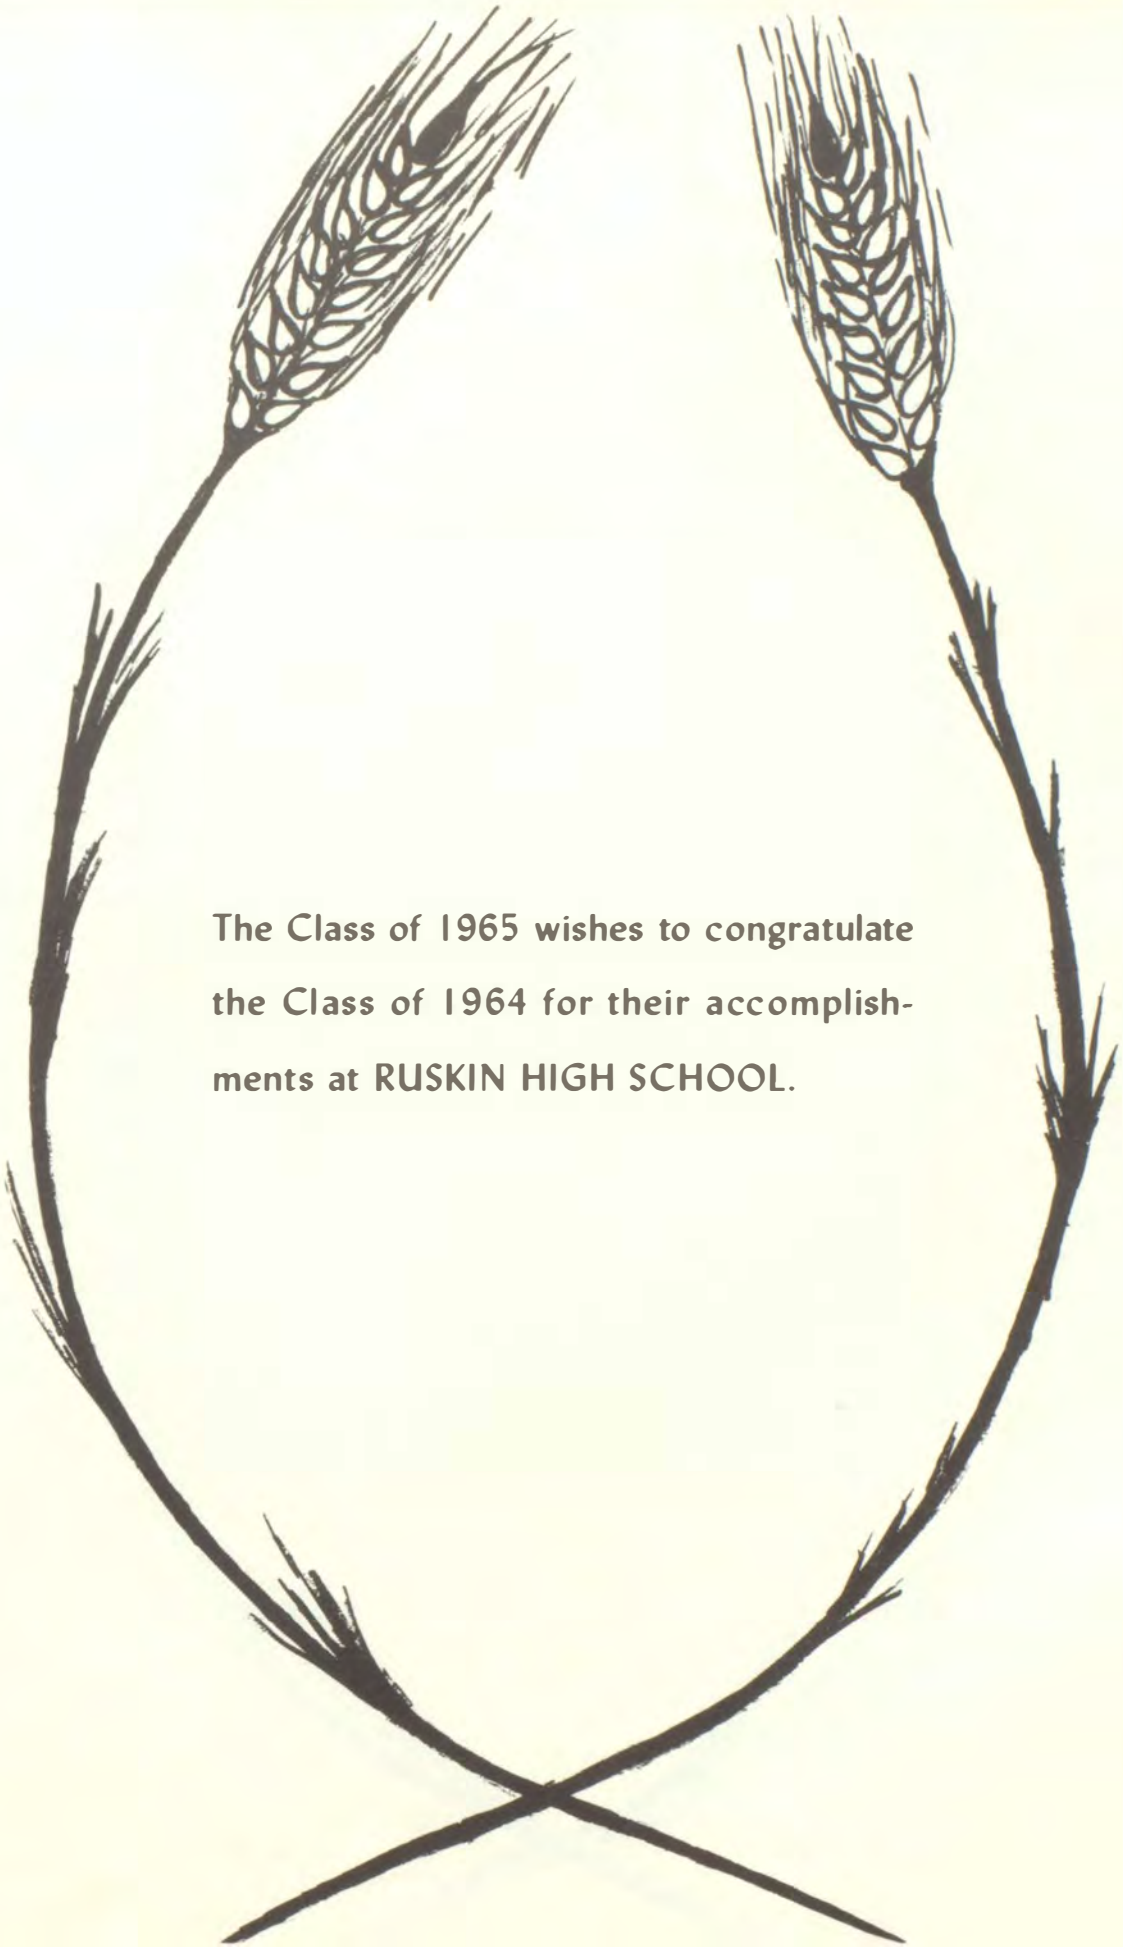 The Class of 1965 wishes to congratulate
the Class of 1964 for their accomplish-
ments at RUSKIN HIGH SCHOOL.